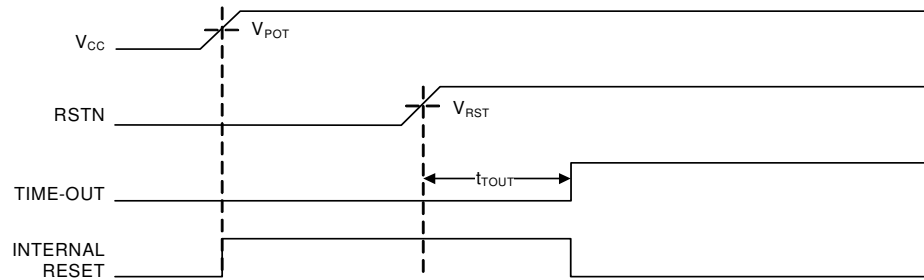 V_CC
V_POT
RSTN
V_RST
TIME-OUT
t_TOUT
INTERNAL
RESET